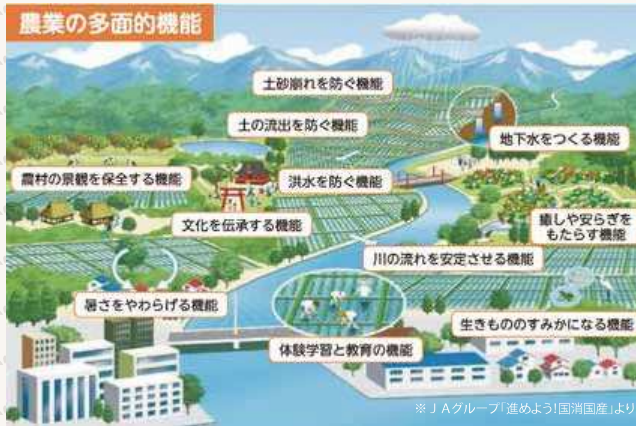 農業の多面的機能
土砂崩れを防ぐ機能
土の流出を防ぐ機能
地下水をつくる機能
農村の景観を保全する機能
洪水を防ぐ機能
文化を伝承する機能
癒しや安らぎを
もたらす機能
川の流れを安定させる機能
暑さをやわらげる機能
生きもののすみかになる機能
体験学習と教育の機能
※JAグループ「進めよう!国消国産」より